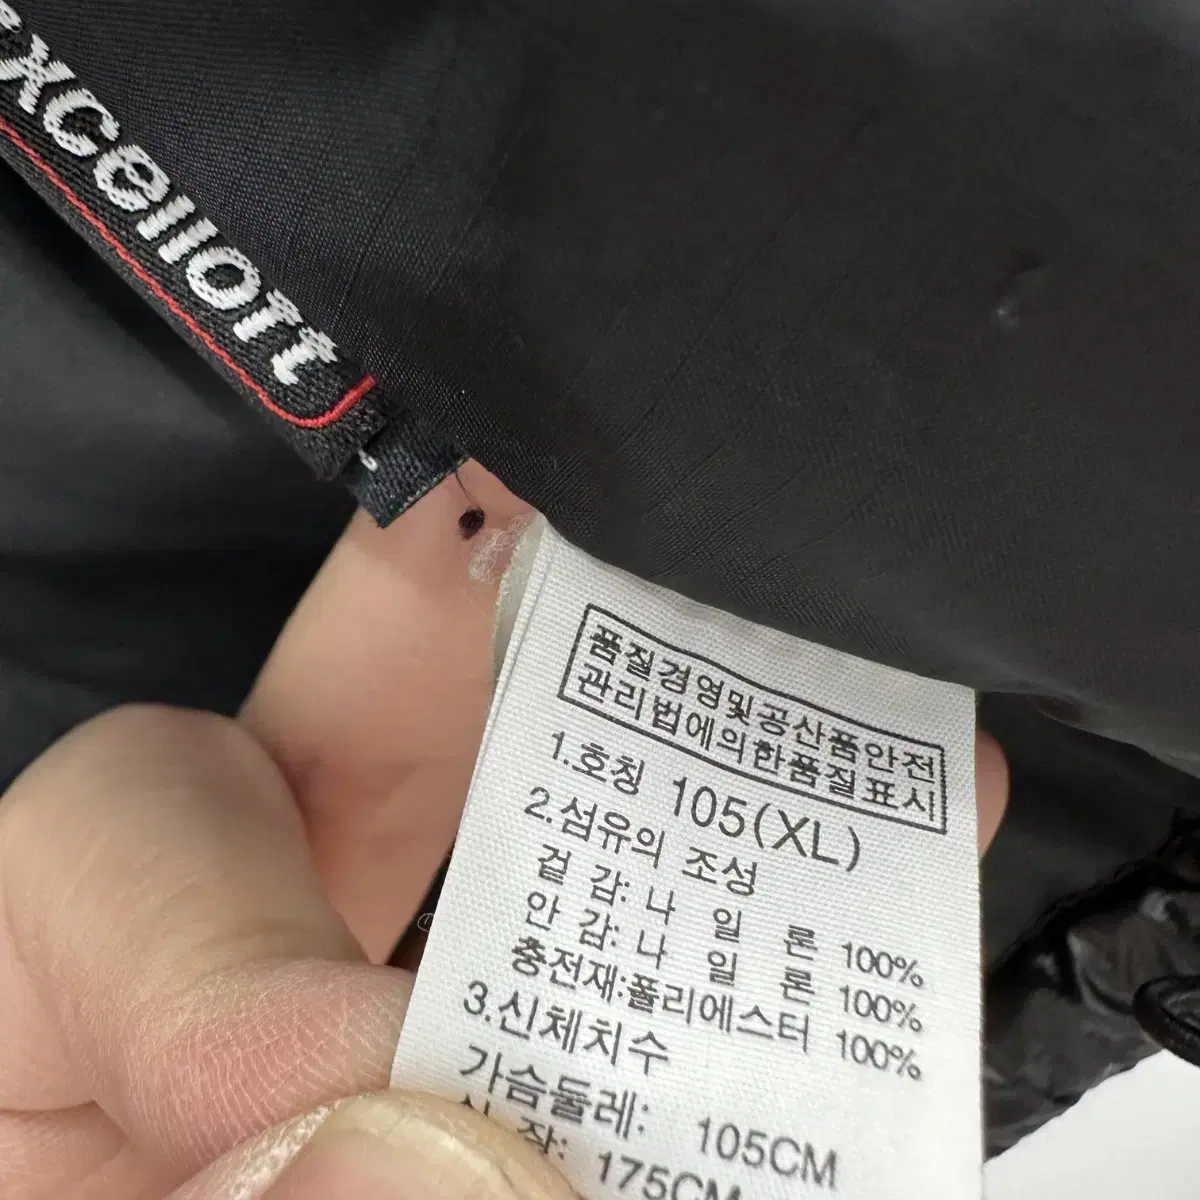 excellott
품질경영및공산품안전
관리법에의한품질표시
1.호칭 105(XL)
2.섬유의 조성
겉 감: 나 일 론 100%
안 감: 나 일 론 100%
충전재:폴리에스터 100%
3.신체치수
가슴둘레: 105CM
175CM